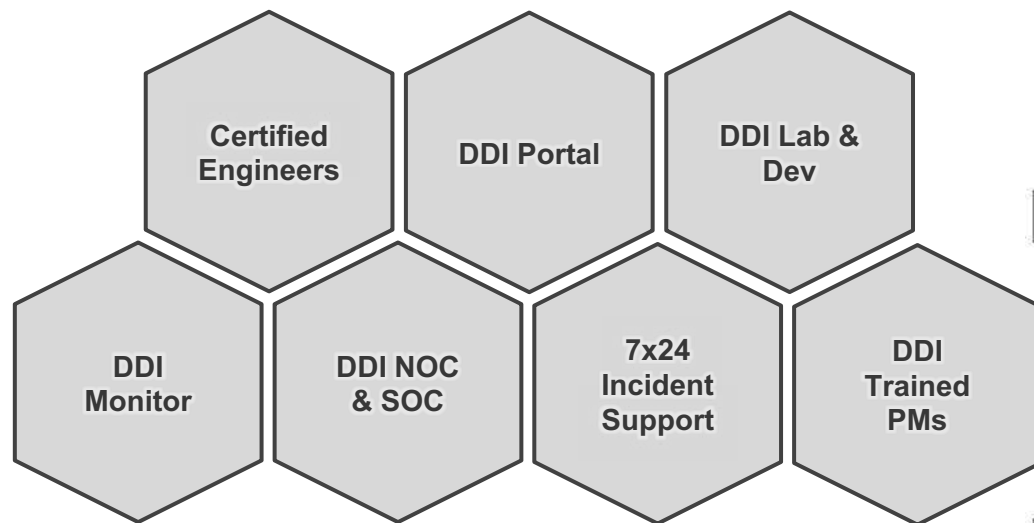 Certified
Engineers
DDI Portal
DDI Lab &
Dev
DDI
Monitor
DDI NOC
& SOC
7x24
Incident
Support
DDI
Trained
PMs